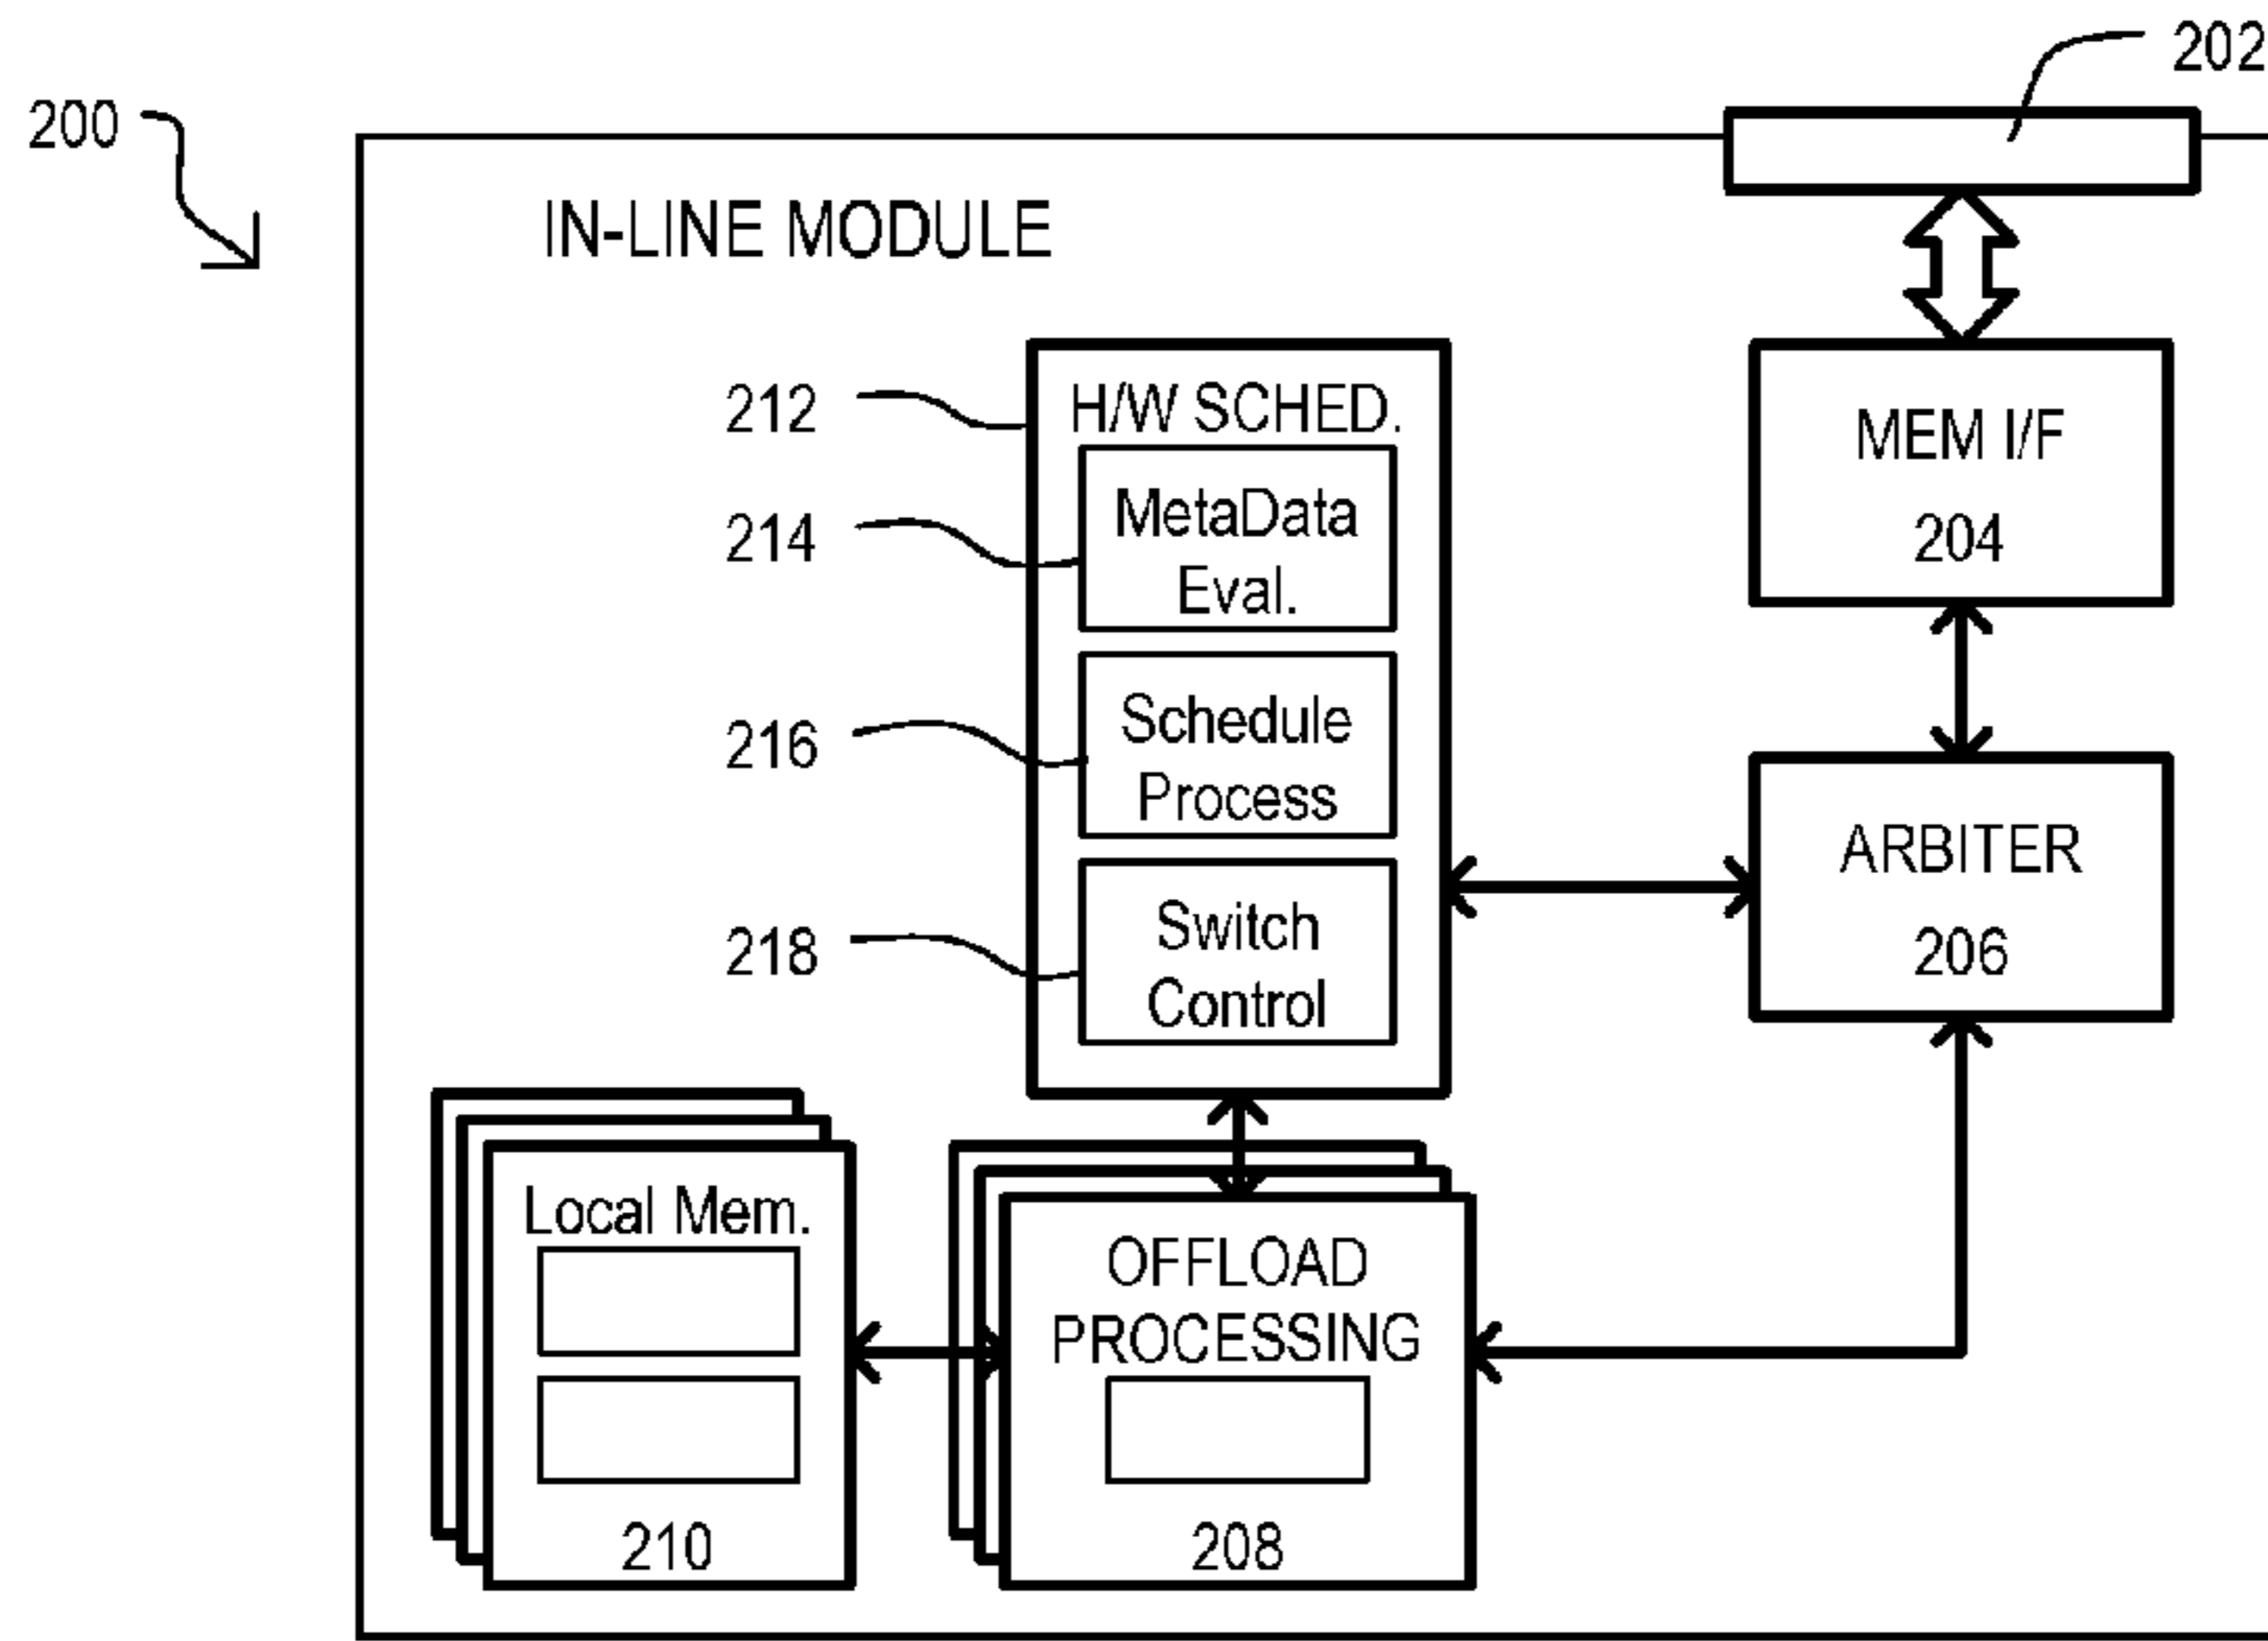 202
200
IN-LINE MODULE
212
H/W SCHED.
MEM I/F
204
214
MetaData
Eval.
216
Schedule
Process
ARBITER
206
218
Switch
Control
Local Mem.
210
OFFLOAD
PROCESSING
208